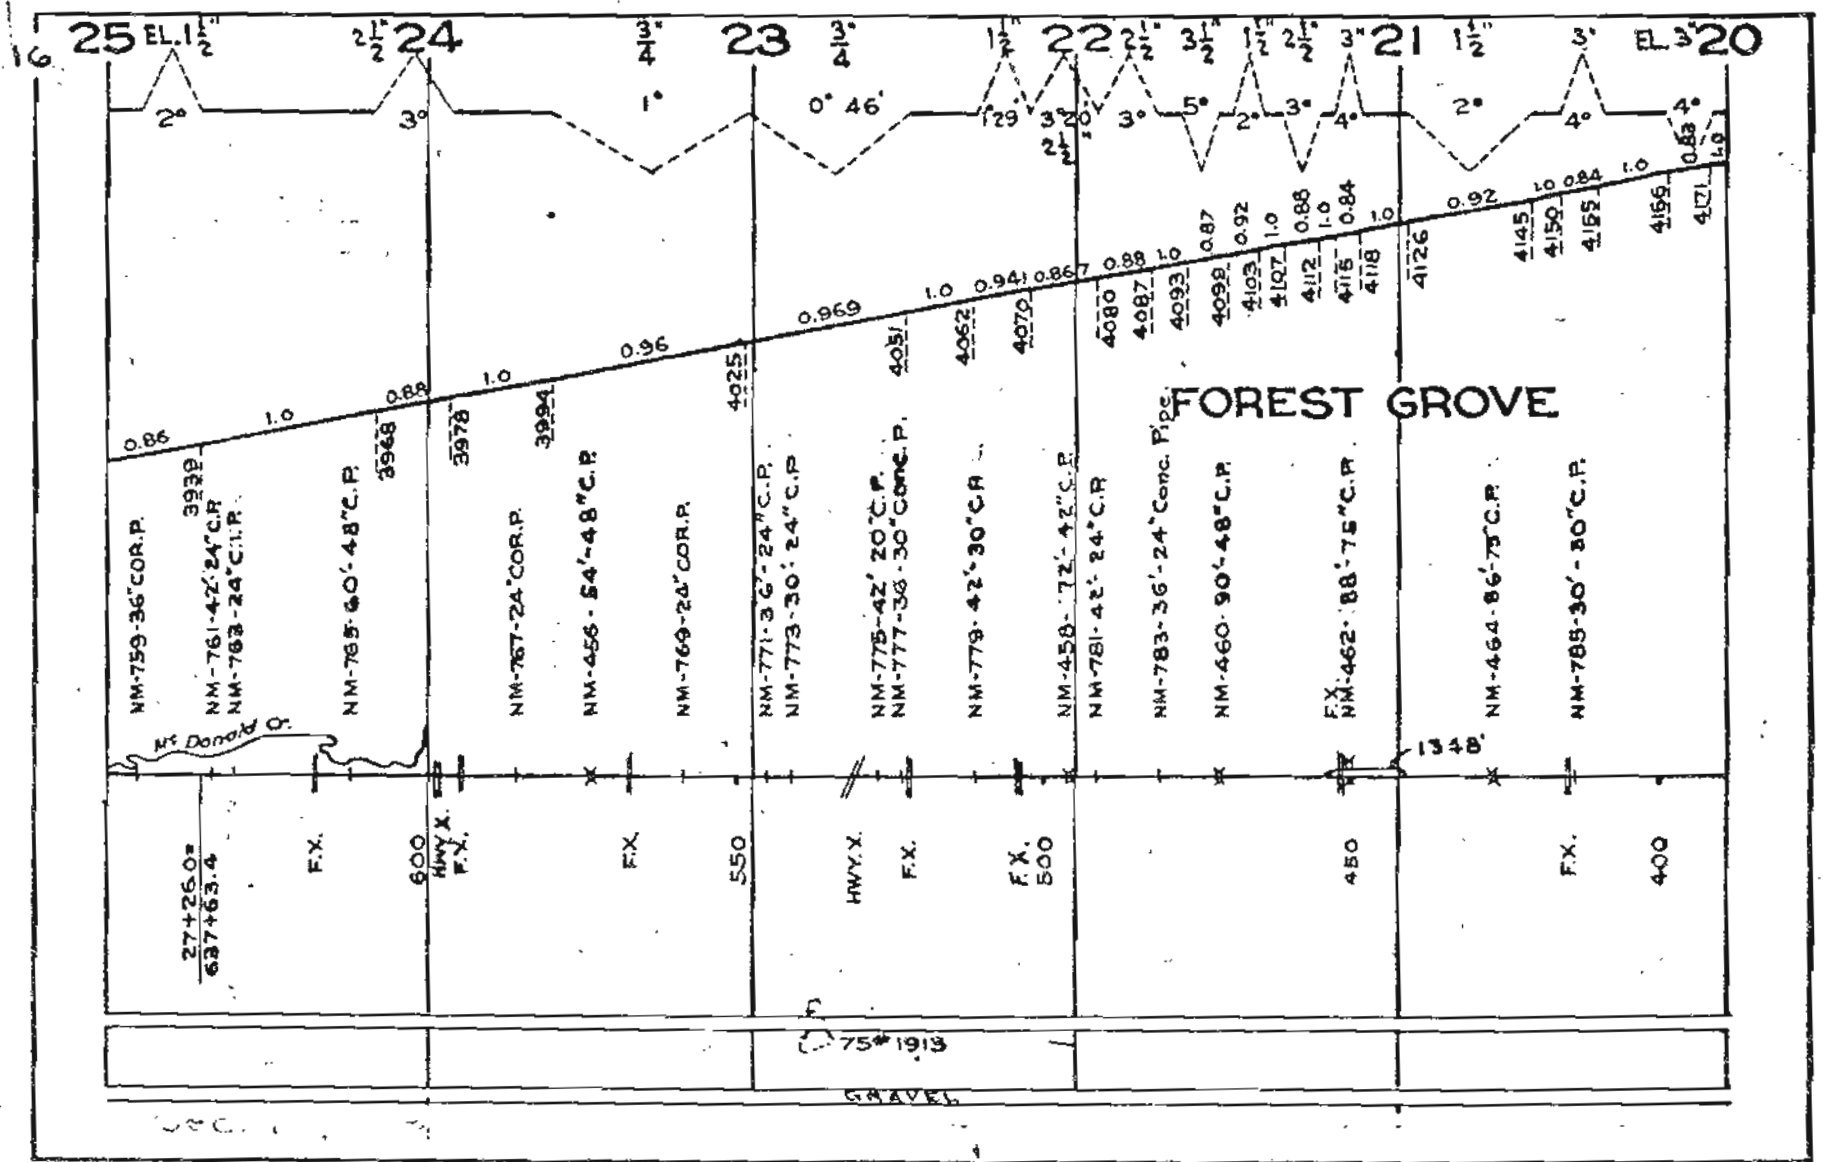 16
25 EL.1½" 2½" 24 ¾" 23 ¾" 1½" 22 2½" 3½" 1½" 2½" 3" 21 1½" 3" EL 3" 20
2° 3° 1° 0° 46' 1°29' 3°20' 3° 5° 2° 3° 4° 2° 4° 4°
2½"
0.86 1.0 0.88 1.0 0.96 0.969 1.0 0.941 0.867 0.88 1.0 0.87 0.92 1.0 0.88 1.0 0.84 1.0 0.92 1.0 0.84 1.0 0.88 1.0
3939 3968 3978 3994 4025 4051 4062 4070 4080 4087 4093 4099 4103 4107 4112 4115 4118 4126 4145 4150 4155 4166 4171
FOREST GROVE
NM-759-36"COR.P.
NM-761-42'-24"C.P.
NM-763-24"C.I.P.
NM-765-60'-48"C.P.
NM-767-24"COR.P.
NM-456-54'-48"C.P.
NM-769-24"COR.P.
NM-771-36'-24"C.P.
NM-773-30'-24"C.P
NM-775-42' 20"C.P.
NM-777-36-30"Conc.P.
NM-779-42'-30"C.P.
NM-458-72'-42"C.P.
NM-781-42'-24"C.P.
NM-783-36'-24"Conc. Pipe.
NM-460-90'-48"C.P.
F.X.
NM-462-88'-75"C.P.
NM-464-86'-75"C.P.
NM-785-30'-30"C.P.
Mc Donald Cr.
1348'
27+26.0=
637+63.4
F.X. 600 HWY.X. F.X. F.X. 550 HWY.X. F.X. F.X. 500 450 F.X. 400
75# 1913
GRAVEL